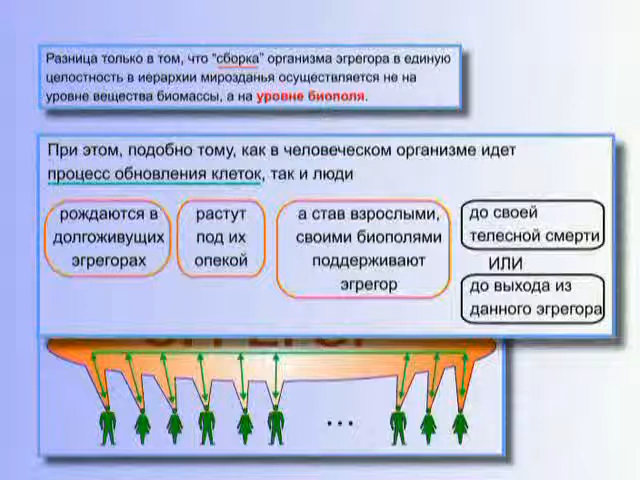 Разница только в том, что "сборка" организма эгрегора в единую
целостность в иерархии мирозданья осуществляется не на
уровне вещества биомассы, а на уровне биополя.
При этом, подобно тому, как в человеческом организме идет
процесс обновления клеток, так и люди
рождаются в
долгоживущих
эгрегорах
растут
под их
опекой
а став взрослыми,
своими биополями
поддерживают
эгрегор
до своей
телесной смерти
ИЛИ
до выхода из
данного эгрегора
...